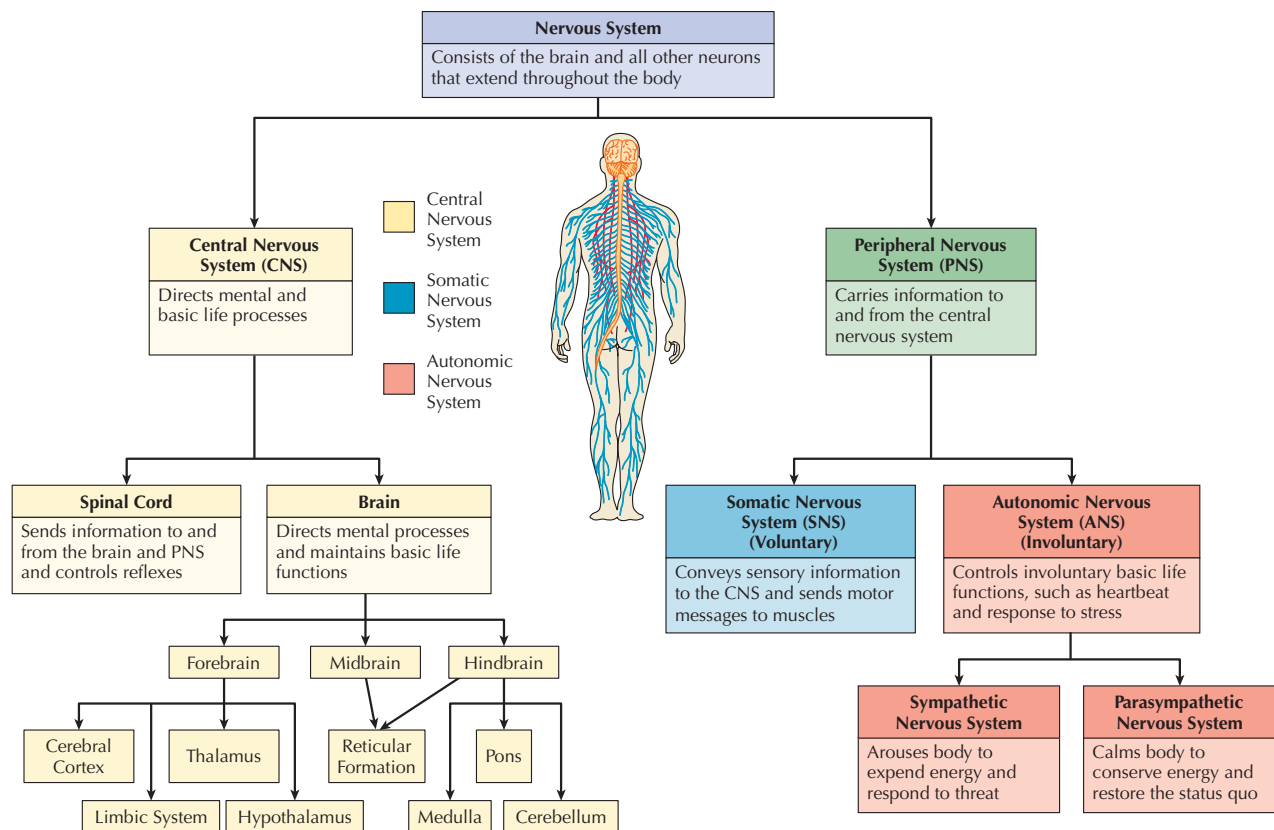 Nervous System
Consists of the brain and all other neurons
that extend throughout the body
Central
Nervous
System
Somatic
Nervous
System
Autonomic
Nervous
System
Central Nervous
System (CNS)
Directs mental and
basic life processes
Peripheral Nervous
System (PNS)
Carries information to
and from the central
nervous system
Spinal Cord
Sends information to and
from the brain and PNS
and controls reflexes
Brain
Directs mental processes
and maintains basic life
functions
Somatic Nervous
System (SNS)
(Voluntary)
Conveys sensory information
to the CNS and sends motor
messages to muscles
Autonomic Nervous
System (ANS)
(Involuntary)
Controls involuntary basic life
functions, such as heartbeat
and response to stress
Forebrain
Midbrain
Hindbrain
Cerebral
Cortex
Thalamus
Reticular
Formation
Pons
Limbic System
Hypothalamus
Medulla
Cerebellum
Sympathetic
Nervous System
Arouses body to
expend energy and
respond to threat
Parasympathetic
Nervous System
Calms body to
conserve energy and
restore the status quo